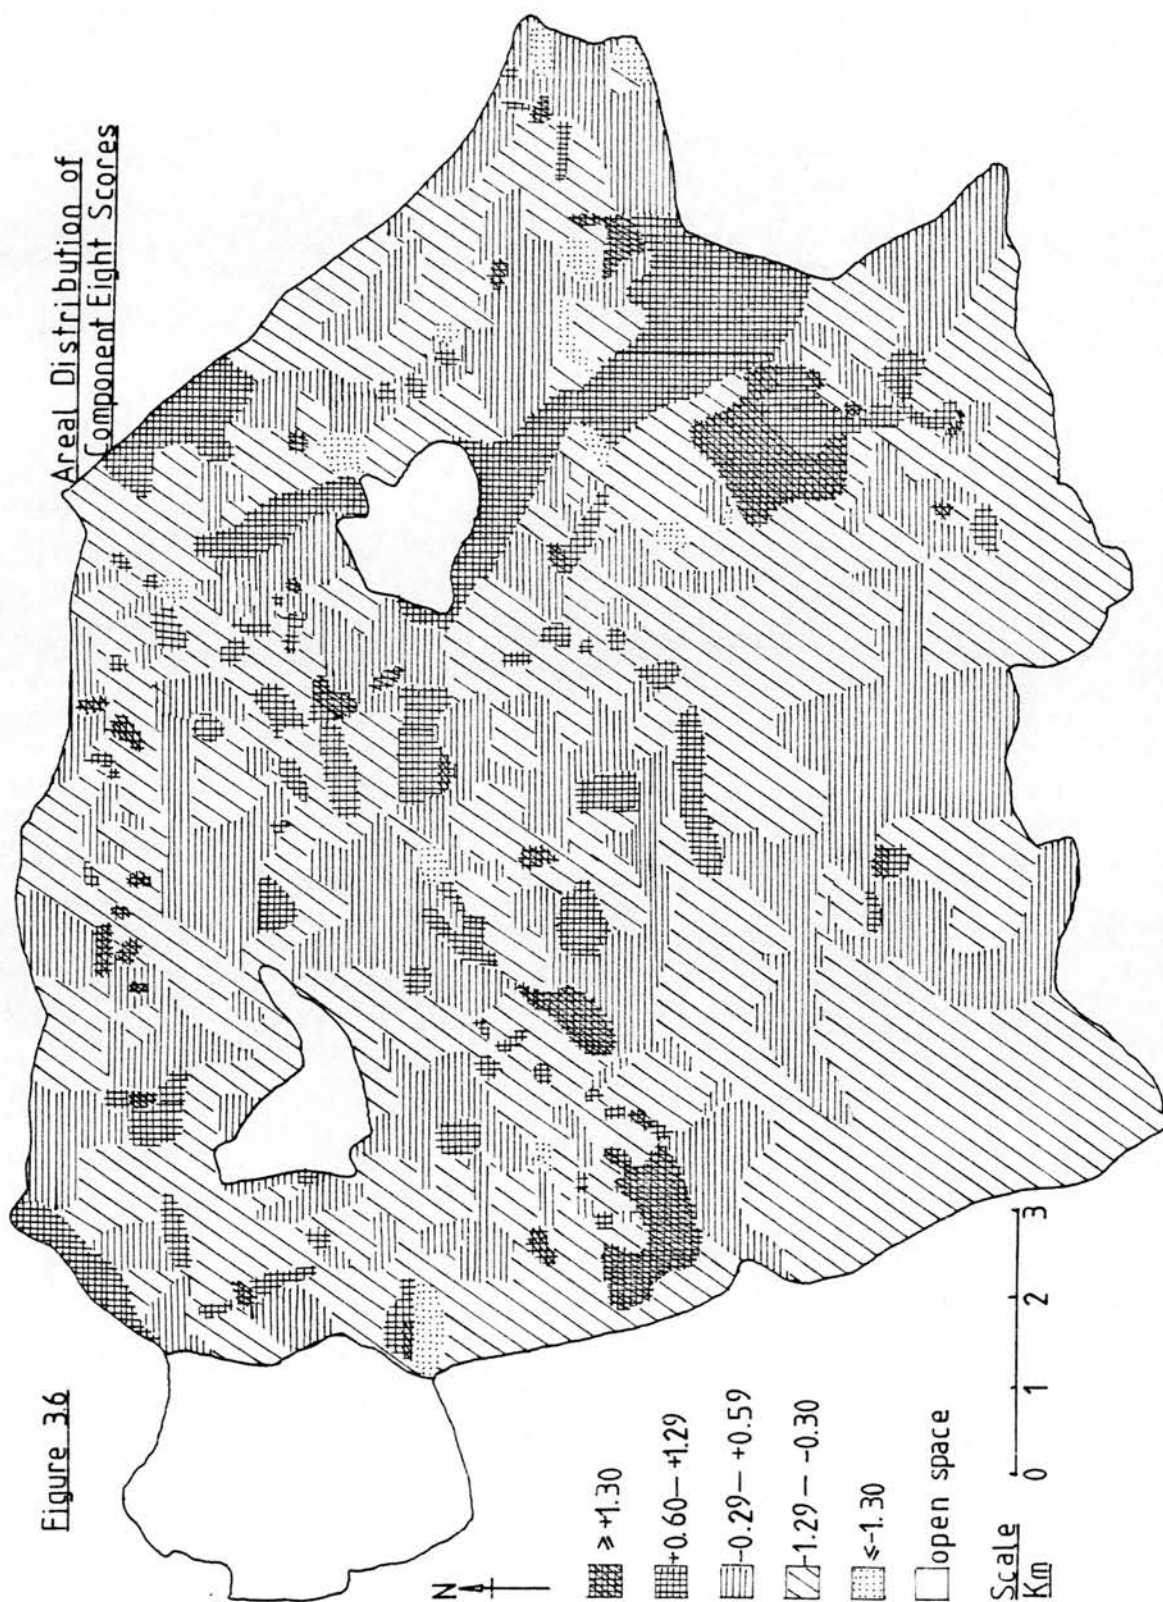 Figure 3.6
Areal Distribution of
Component Eight Scores
N
⩾+1.30
+0.60—+1.29
-0.29—+0.59
-1.29—-0.30
⩽-1.30
open space
Scale
Km
0 1 2 3